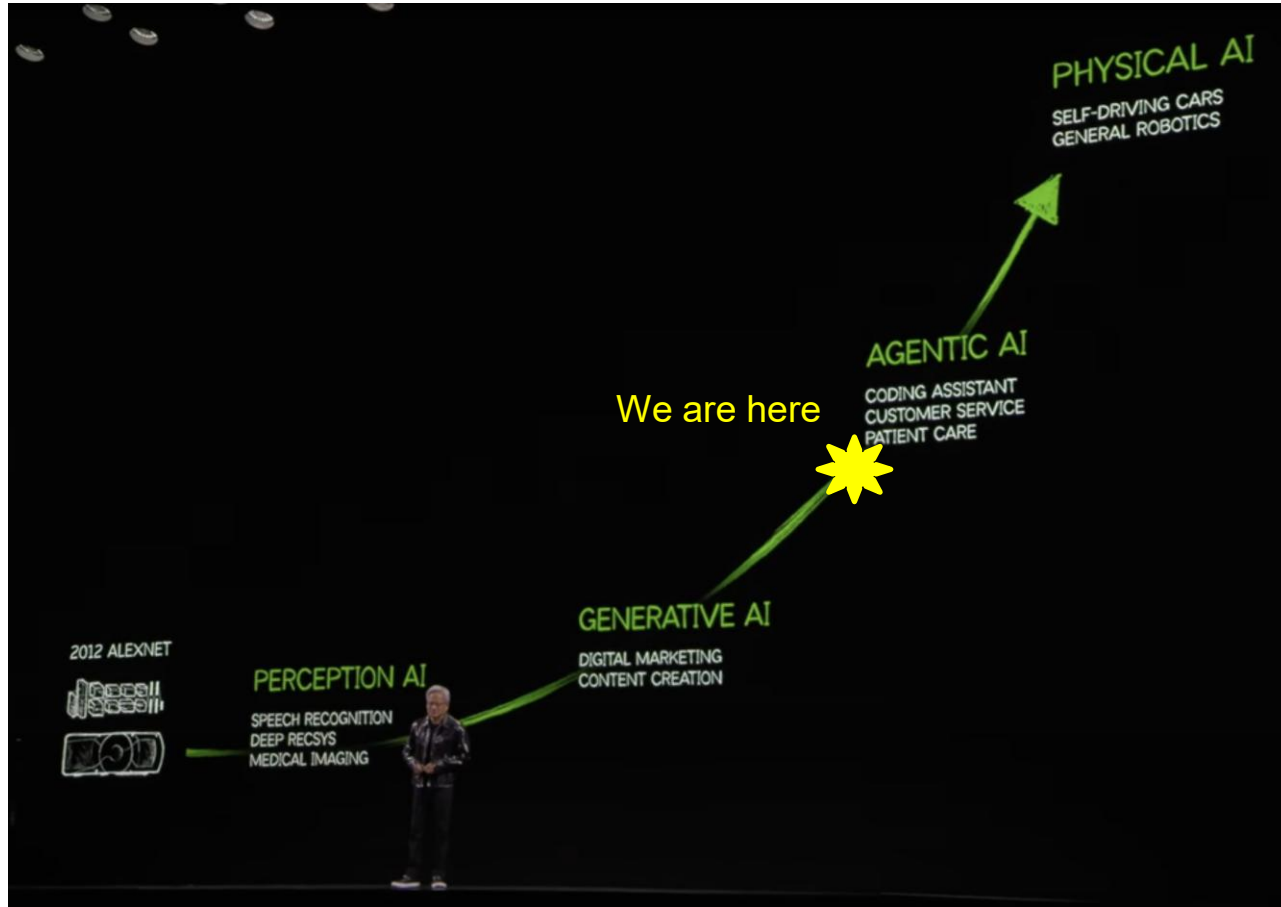 PHYSICAL AI
SELF-DRIVING CARS
GENERAL ROBOTICS
AGENTIC AI
CODING ASSISTANT
CUSTOMER SERVICE
PATIENT CARE
We are here
GENERATIVE AI
DIGITAL MARKETING
CONTENT CREATION
2012 ALEXNET
PERCEPTION AI
SPEECH RECOGNITION
DEEP RECSYS
MEDICAL IMAGING